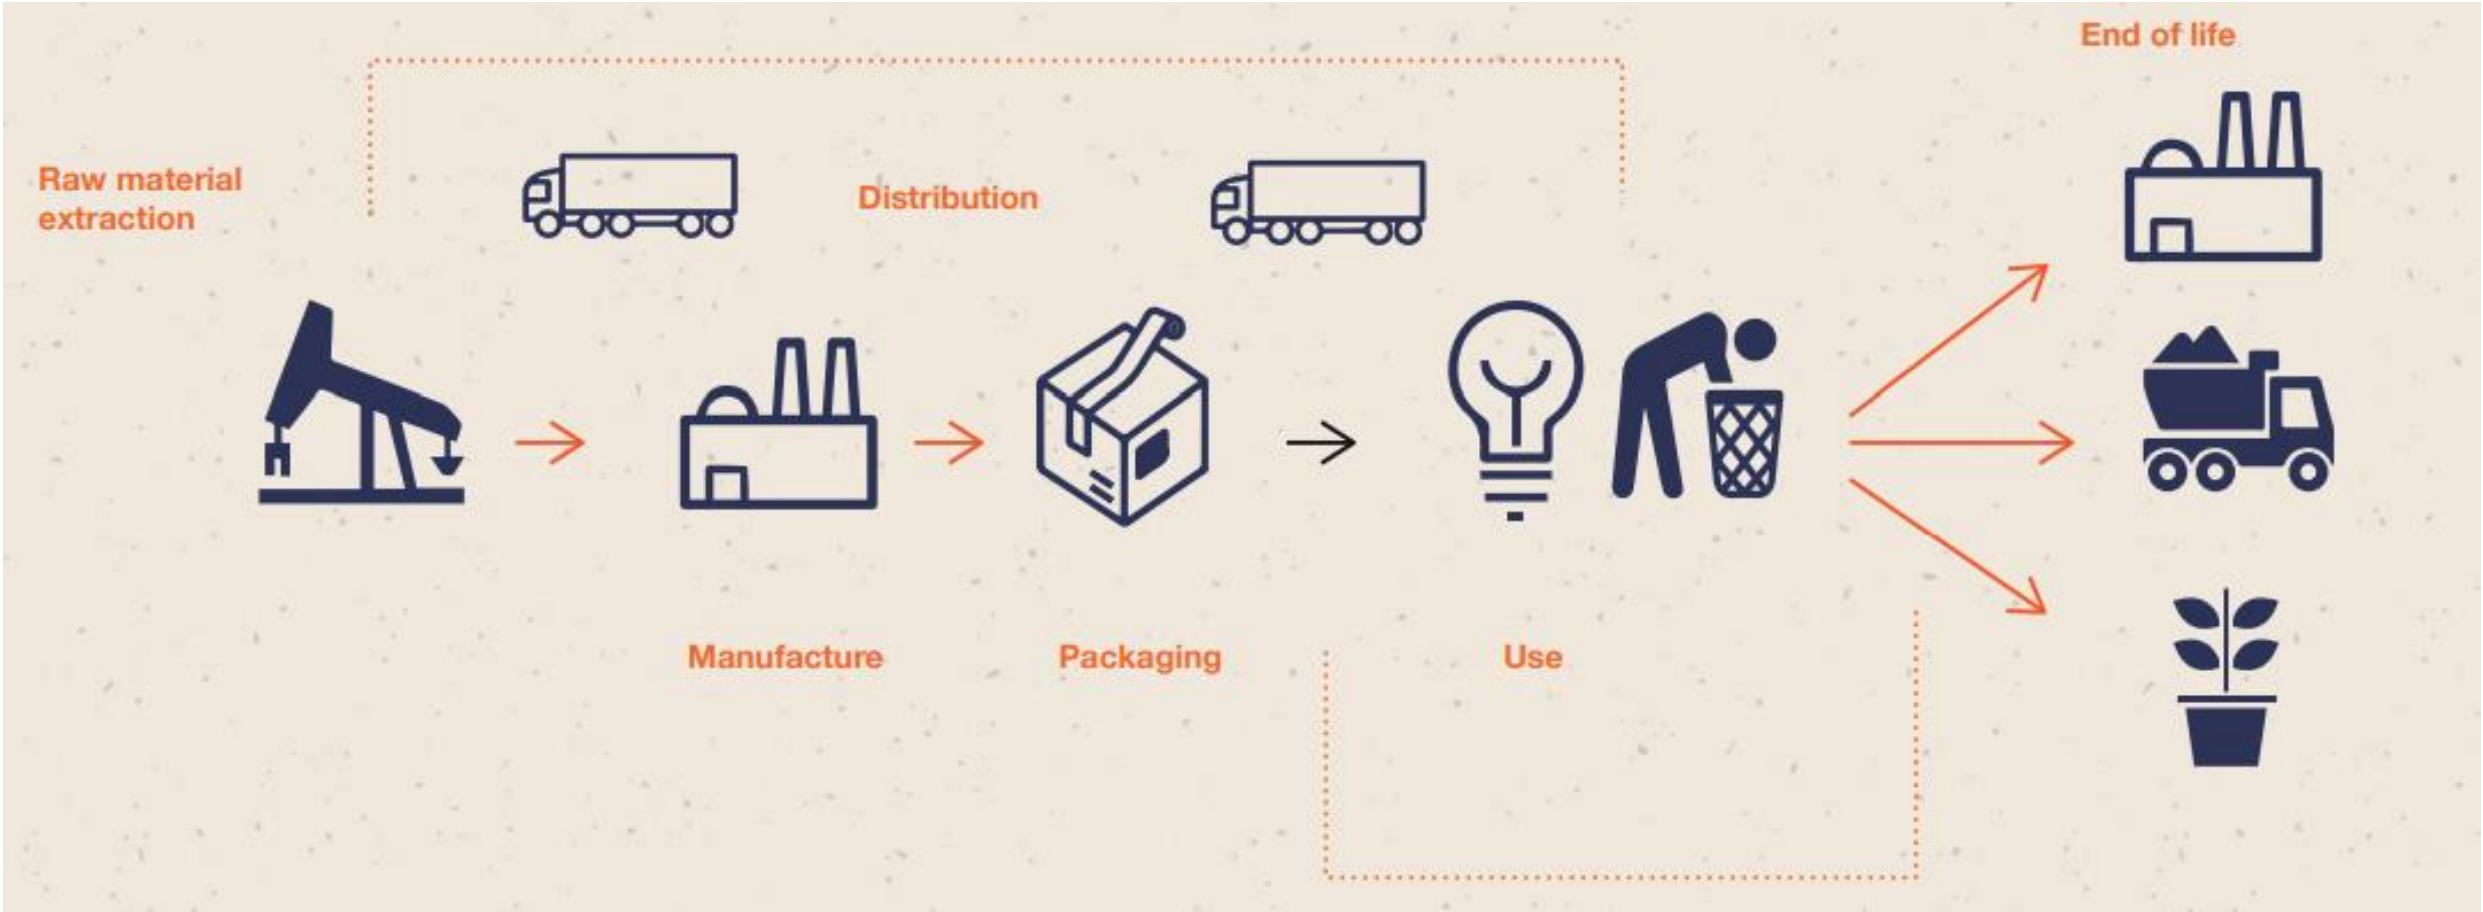 End of life
Raw material
extraction
Distribution
Manufacture
Packaging
Use